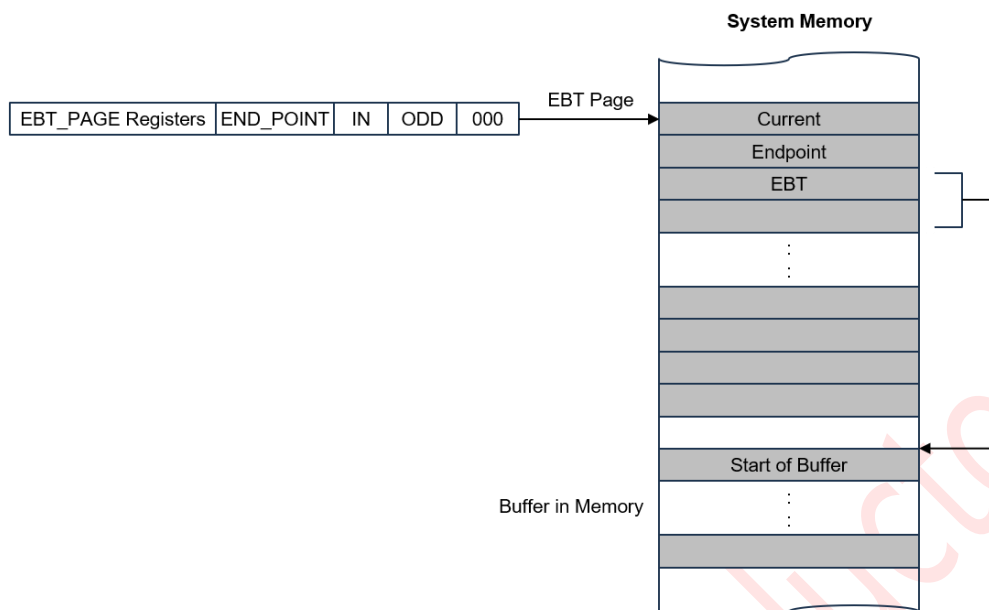 System Memory
EBT_PAGE Registers END_POINT IN ODD 000
EBT Page
Current
Endpoint
EBT
Start of Buffer
Buffer in Memory